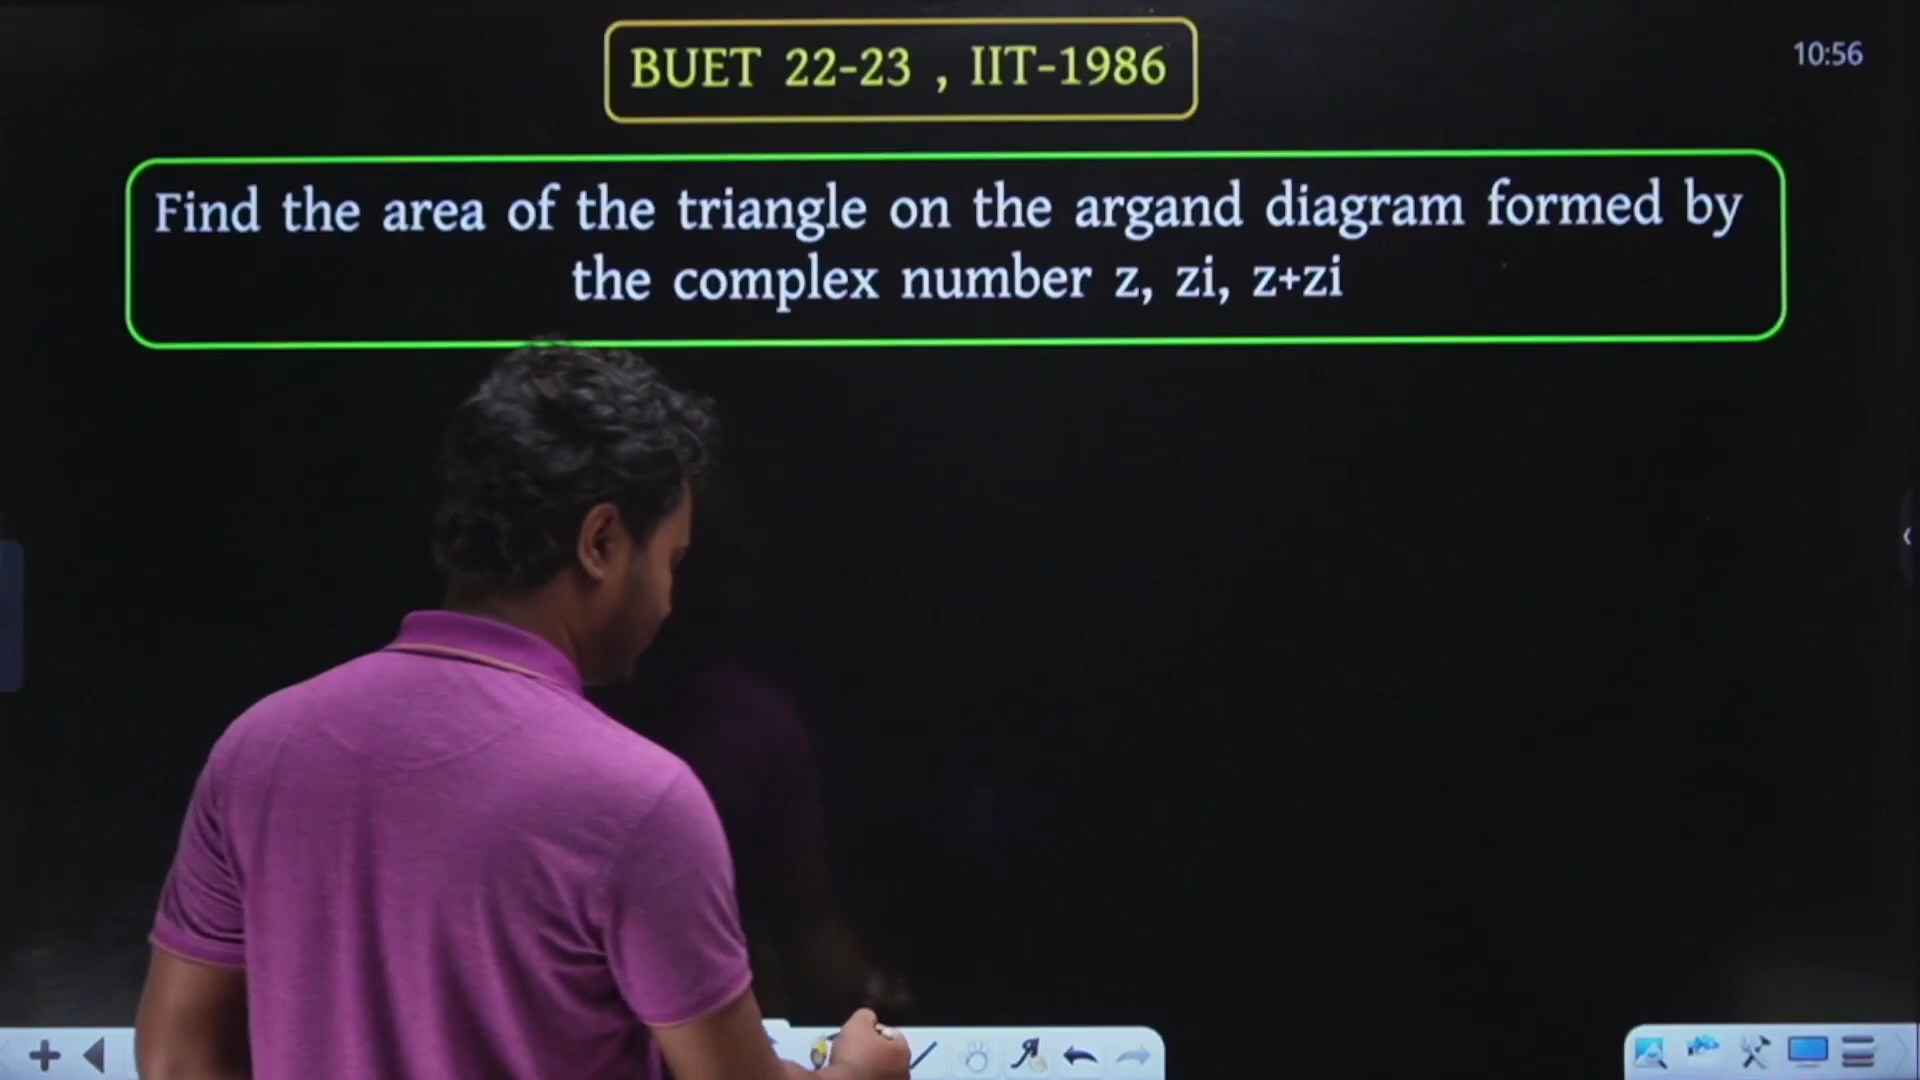 BUET 22-23 , IIT-1986
10:56
Find the area of the triangle on the argand diagram formed by
the complex number z, zi, z+zi